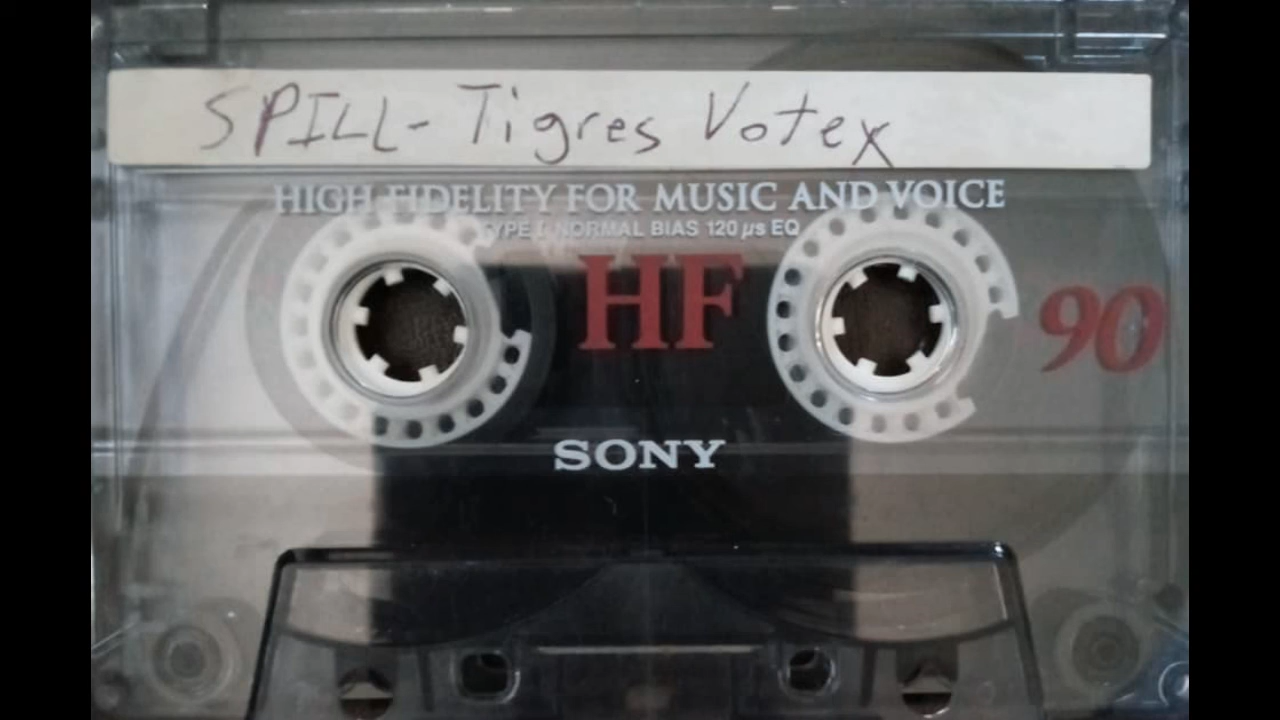 SPILL- Tigres Votex
HIGH FIDELITY FOR MUSIC AND VOICE
TYPE I NORMAL BIAS 120 µs EQ
HF
90
SONY